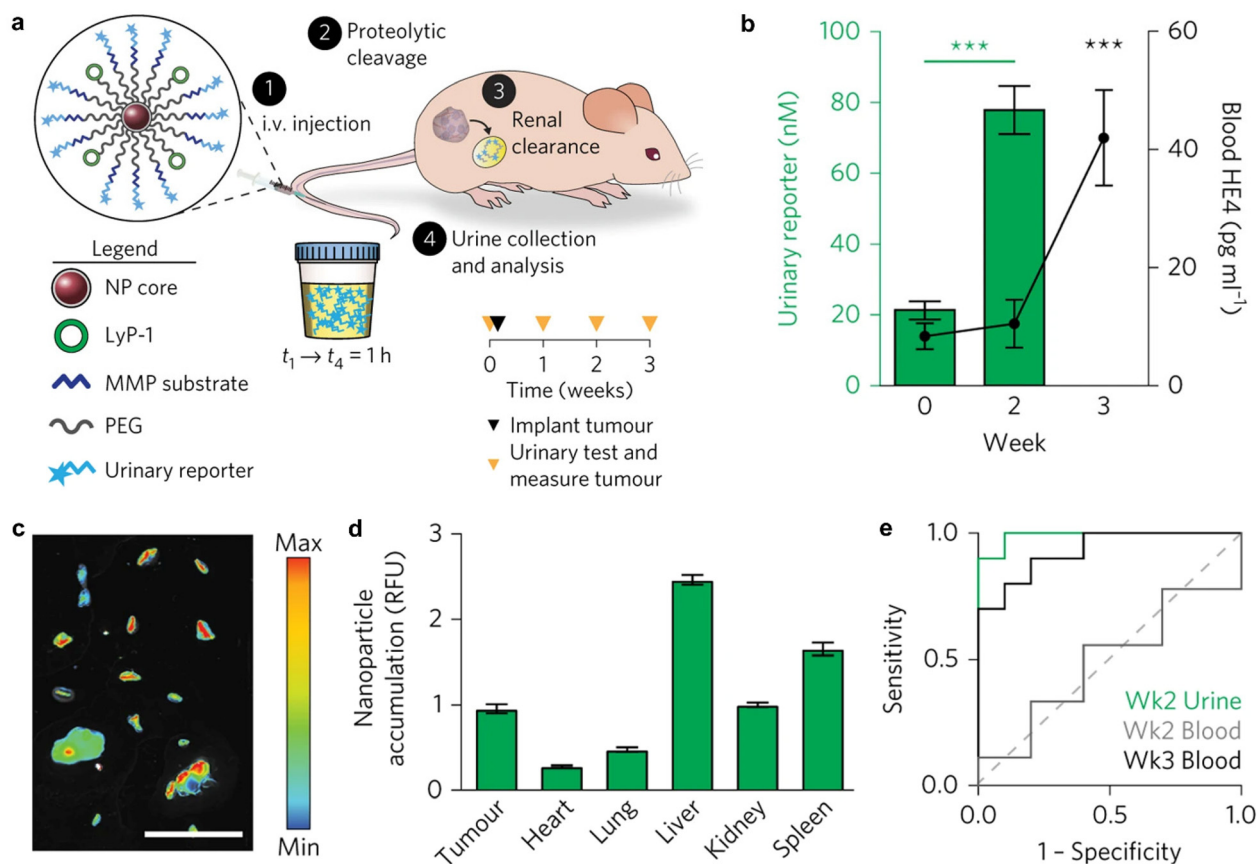 a
2 Proteolytic
cleavage
1
i.v. injection
3
Renal
clearance
4 Urine collection
and analysis
Legend
NP core
LyP-1
MMP substrate
PEG
Urinary reporter
t₁ → t₄ = 1 h
0 1 2 3
Time (weeks)
Implant tumour
Urinary test and
measure tumour
b
Urinary reporter (nM)
100
80
60
40
20
0
***
***
60
40
20
0
Blood HE4 (pg ml⁻¹)
0 2 3
Week
c
Max
Min
d
Nanoparticle
accumulation (RFU)
3
2
1
0
Tumour
Heart
Lung
Liver
Kidney
Spleen
e
Sensitivity
1.0
0.5
0.0
Wk2 Urine
Wk2 Blood
Wk3 Blood
0.0 0.5 1.0
1 – Specificity